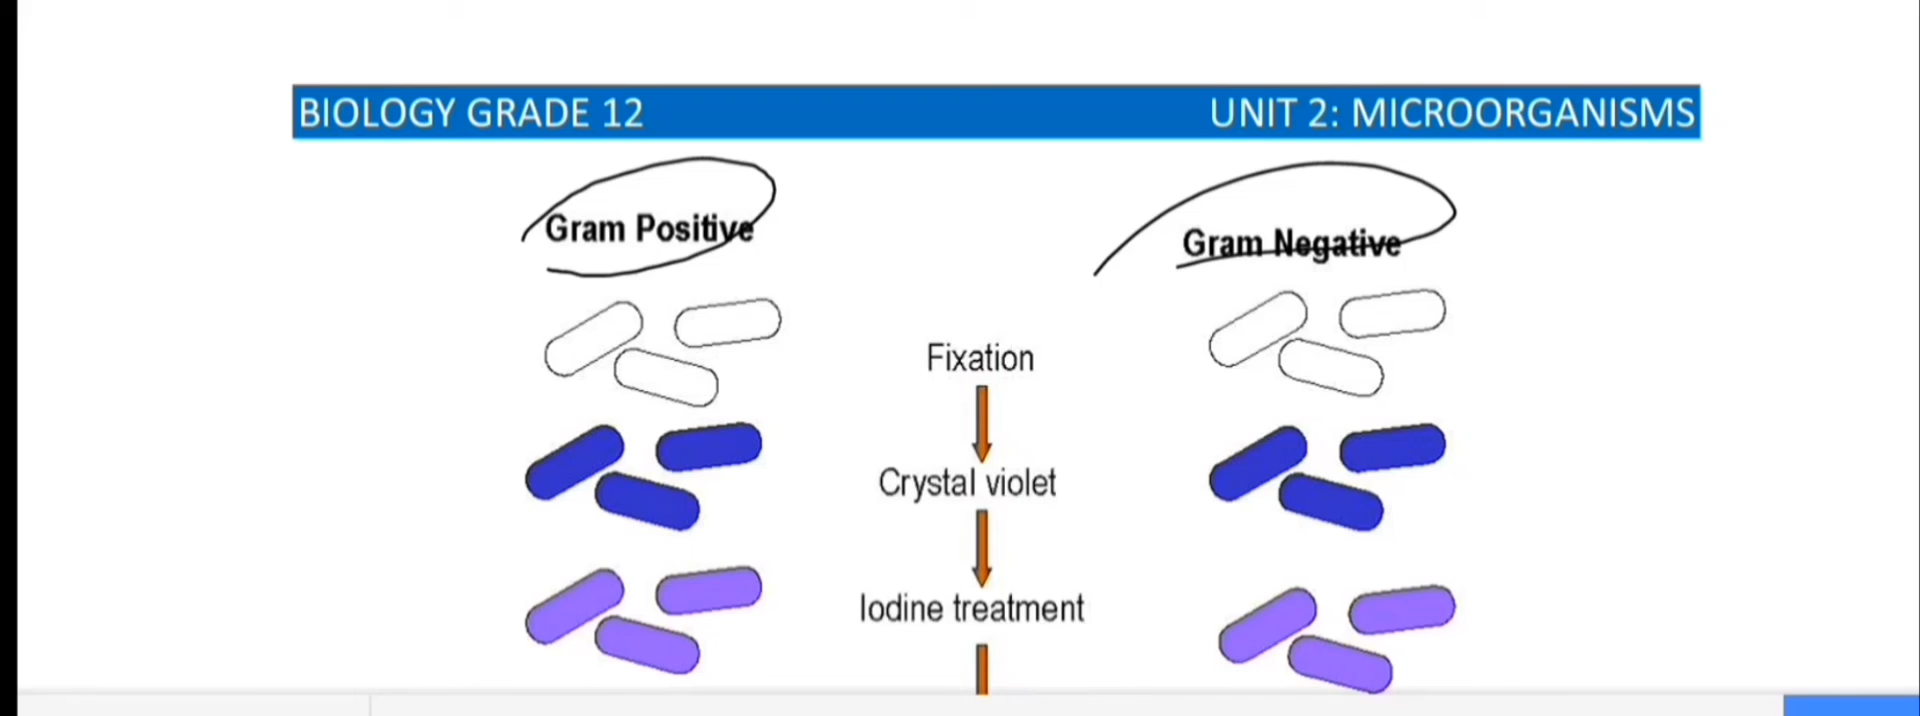 BIOLOGY GRADE 12 UNIT 2: MICROORGANISMS
Gram Positive
Gram Negative
Fixation
Crystal violet
Iodine treatment